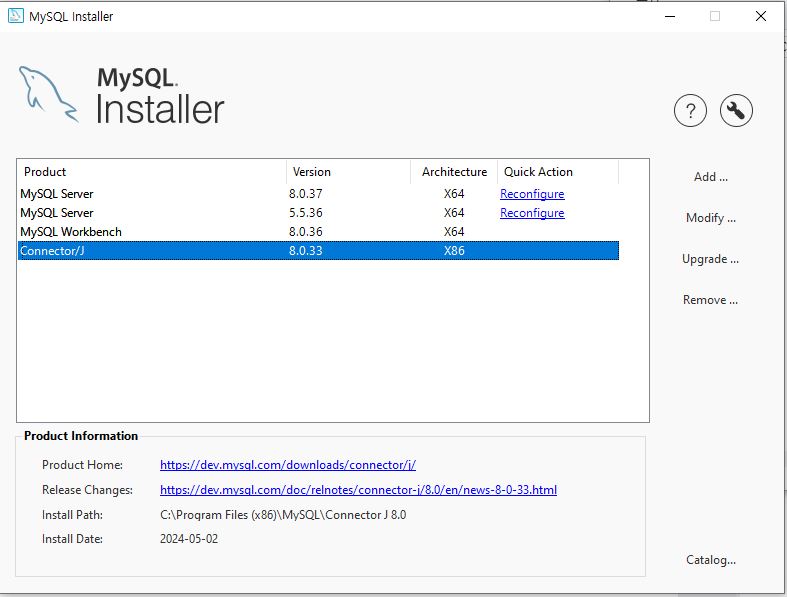 MySQL Installer
MySQL.
Installer
?
Product Version Architecture Quick Action
MySQL Server 8.0.37 X64 Reconfigure
MySQL Server 5.5.36 X64 Reconfigure
MySQL Workbench 8.0.36 X64
Connector/J 8.0.33 X86
Add ...
Modify ...
Upgrade ...
Remove ...
Product Information
Product Home: https://dev.mysql.com/downloads/connector/j/
Release Changes: https://dev.mysql.com/doc/relnotes/connector-j/8.0/en/news-8-0-33.html
Install Path: C:\Program Files (x86)\MySQL\Connector J 8.0
Install Date: 2024-05-02
Catalog...